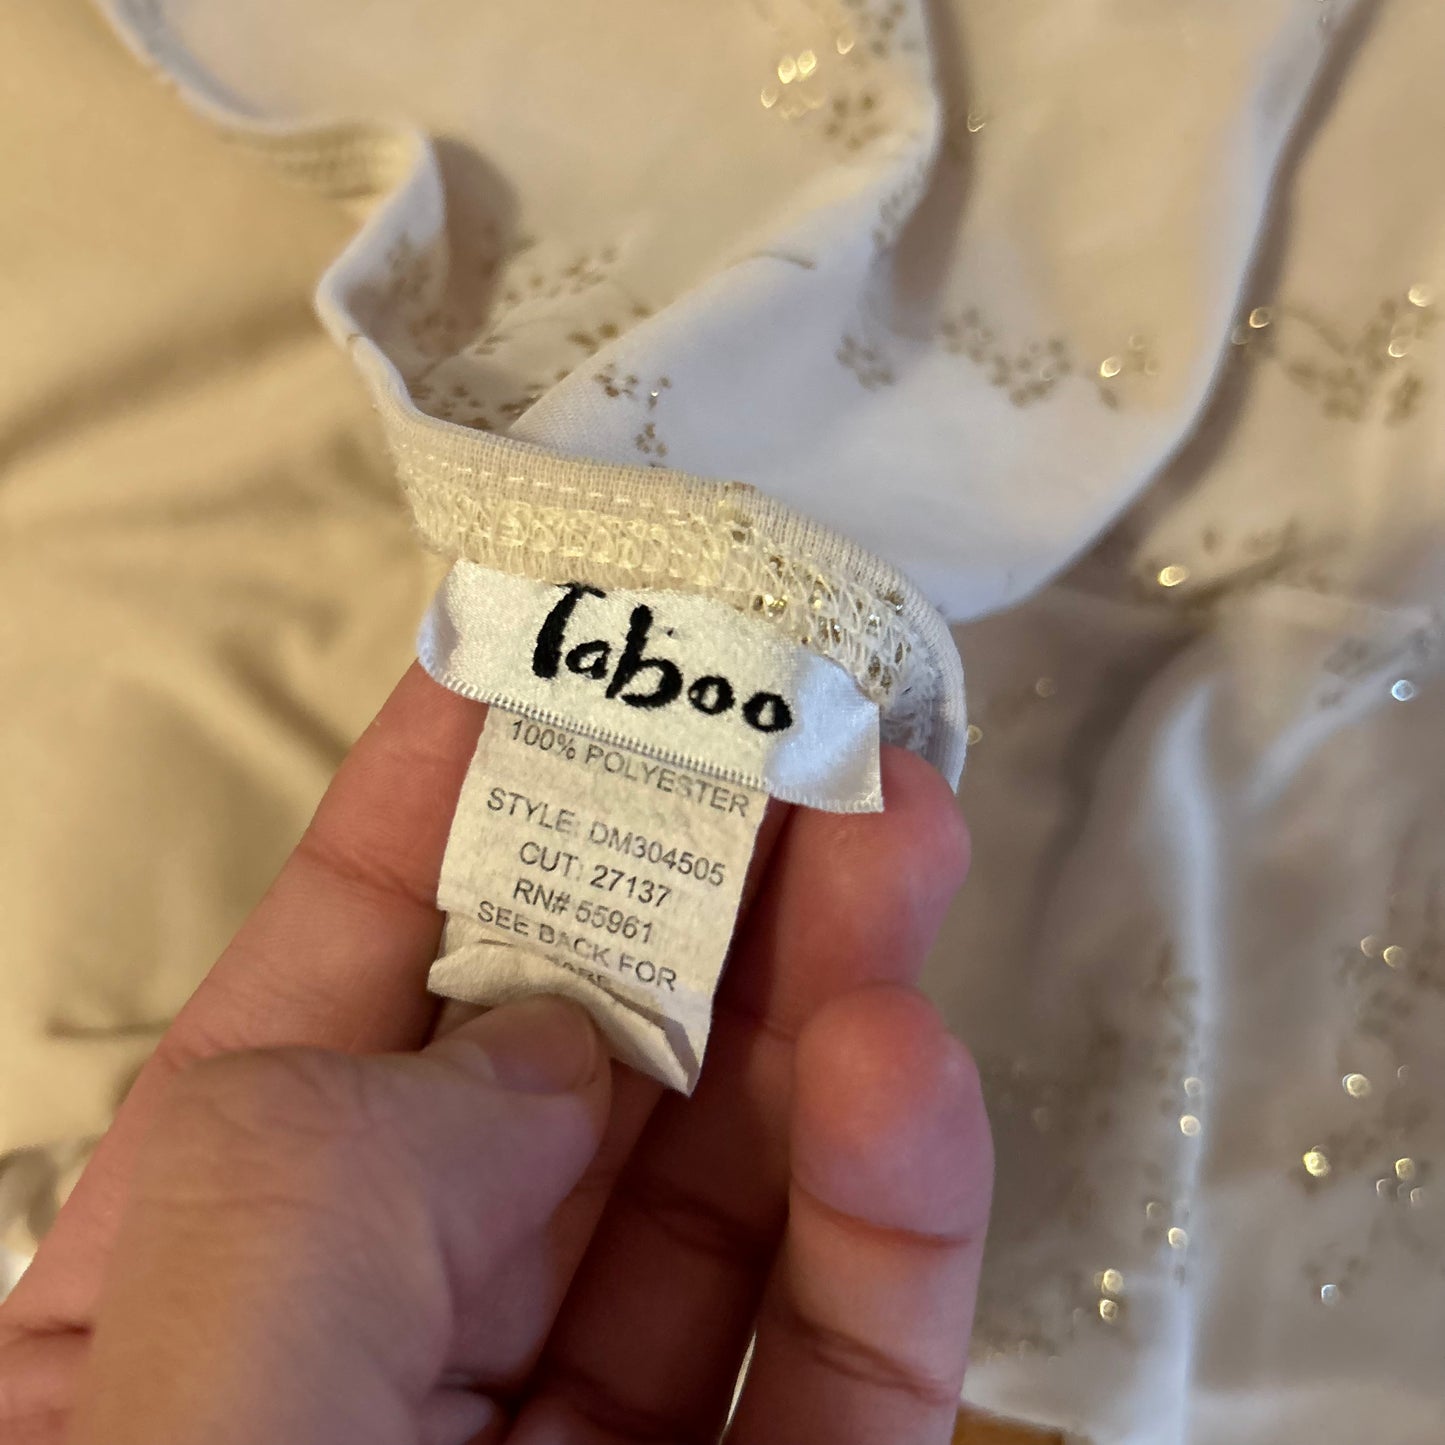 Taboo
100% POLYESTER
STYLE: DM304505
CUT: 27137
RN# 55961
SEE BACK FOR